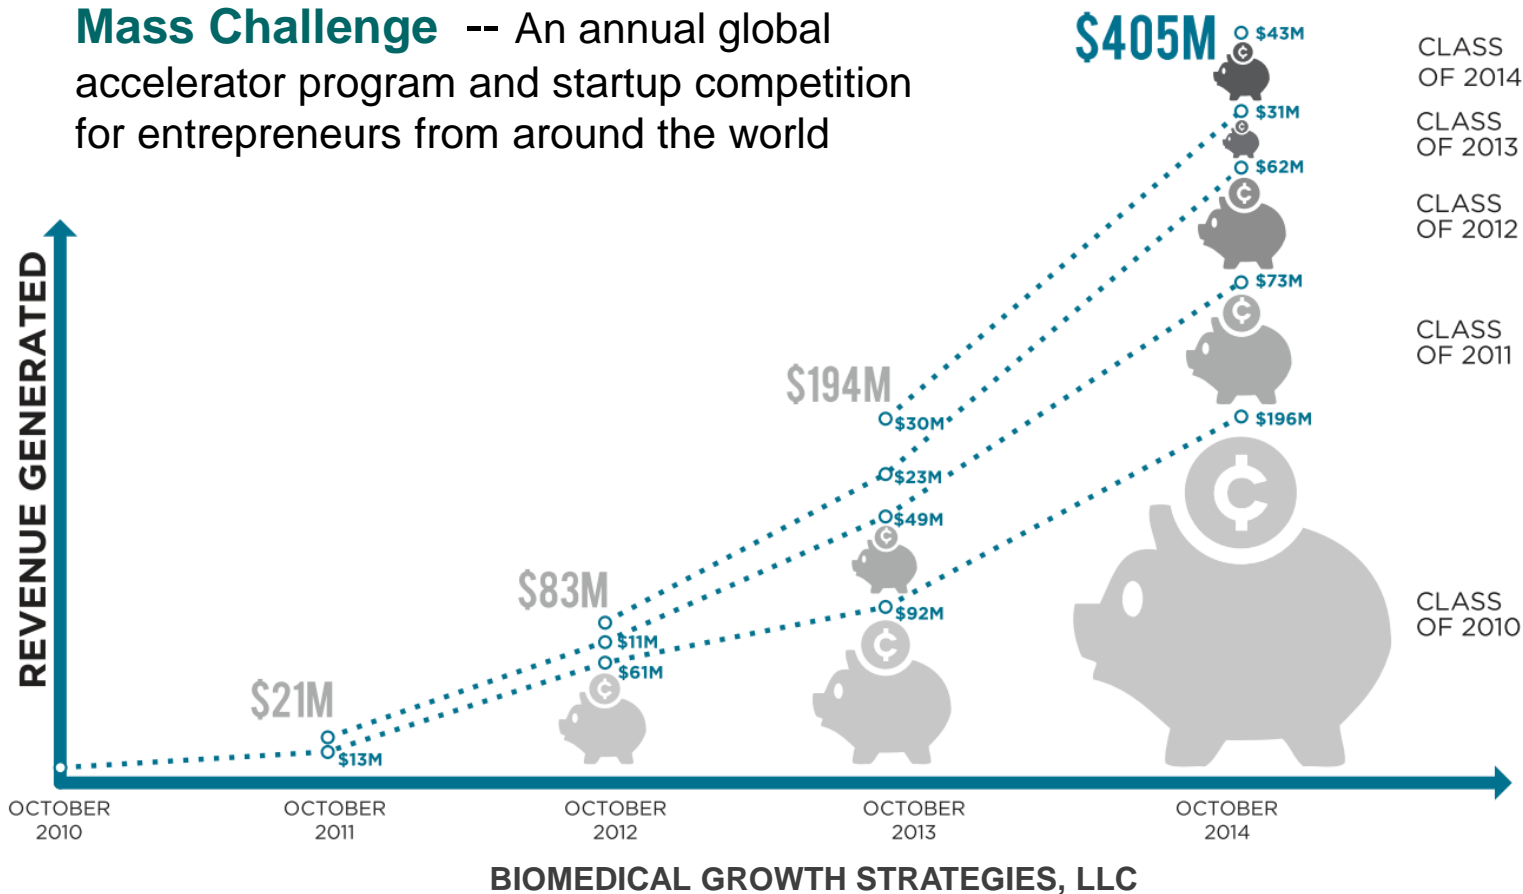 Mass Challenge -- An annual global
accelerator program and startup competition
for entrepreneurs from around the world
$405M
$43M
CLASS
OF 2014
$31M
CLASS
OF 2013
$62M
CLASS
OF 2012
$73M
CLASS
OF 2011
$196M
CLASS
OF 2010
$194M
$30M
$23M
$49M
$92M
$83M
$11M
$61M
$21M
$13M
REVENUE GENERATED
OCTOBER
2010
OCTOBER
2011
OCTOBER
2012
OCTOBER
2013
OCTOBER
2014
BIOMEDICAL GROWTH STRATEGIES, LLC